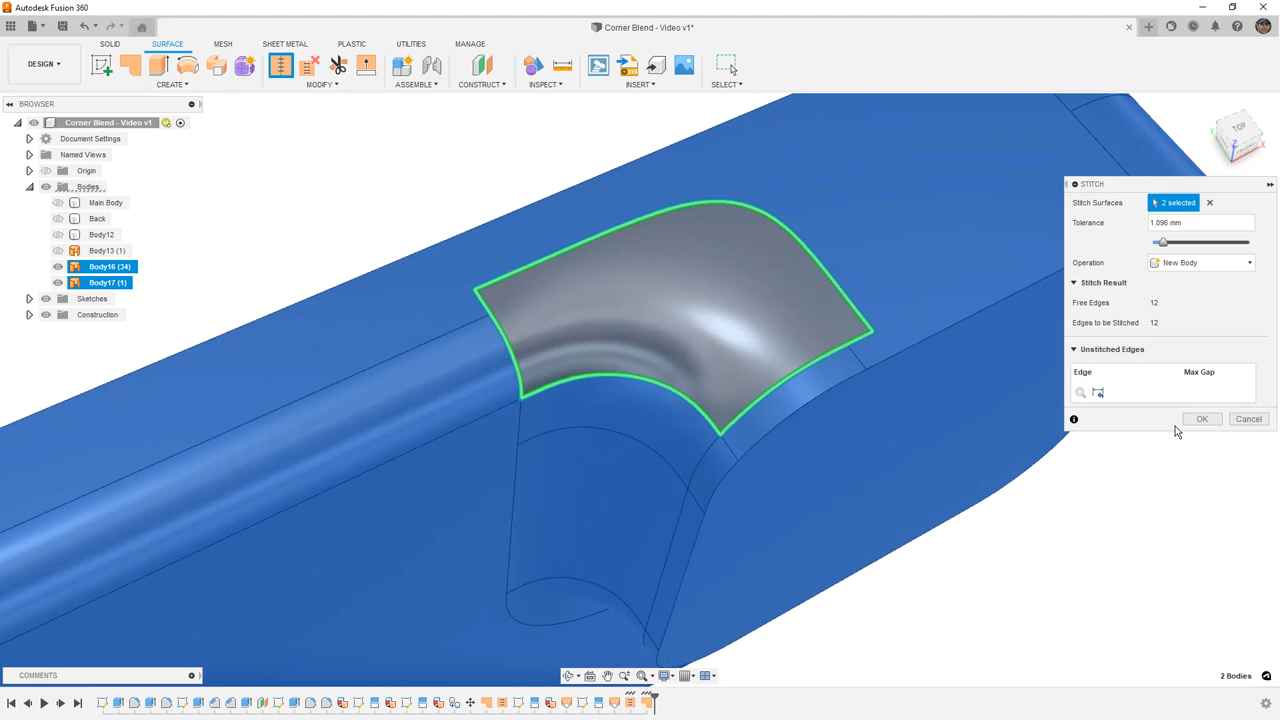 Autodesk Fusion 360
Corner Blend - Video v1*
SOLID SURFACE MESH SHEET METAL PLASTIC UTILITIES MANAGE
DESIGN
CREATE MODIFY ASSEMBLE CONSTRUCT INSPECT INSERT SELECT
BROWSER
Corner Blend - Video v1
Document Settings
Named Views
Origin
Bodies
Main Body
Back
Body12
Body13 (1)
Body16 (34)
Body17 (1)
Sketches
Construction
TOP
STITCH
Stitch Surfaces 2 selected
Tolerance 1.096 mm
Operation New Body
Stitch Result
Free Edges 12
Edges to be Stitched 12
Unstitched Edges
Edge Max Gap
OK Cancel
COMMENTS
2 Bodies